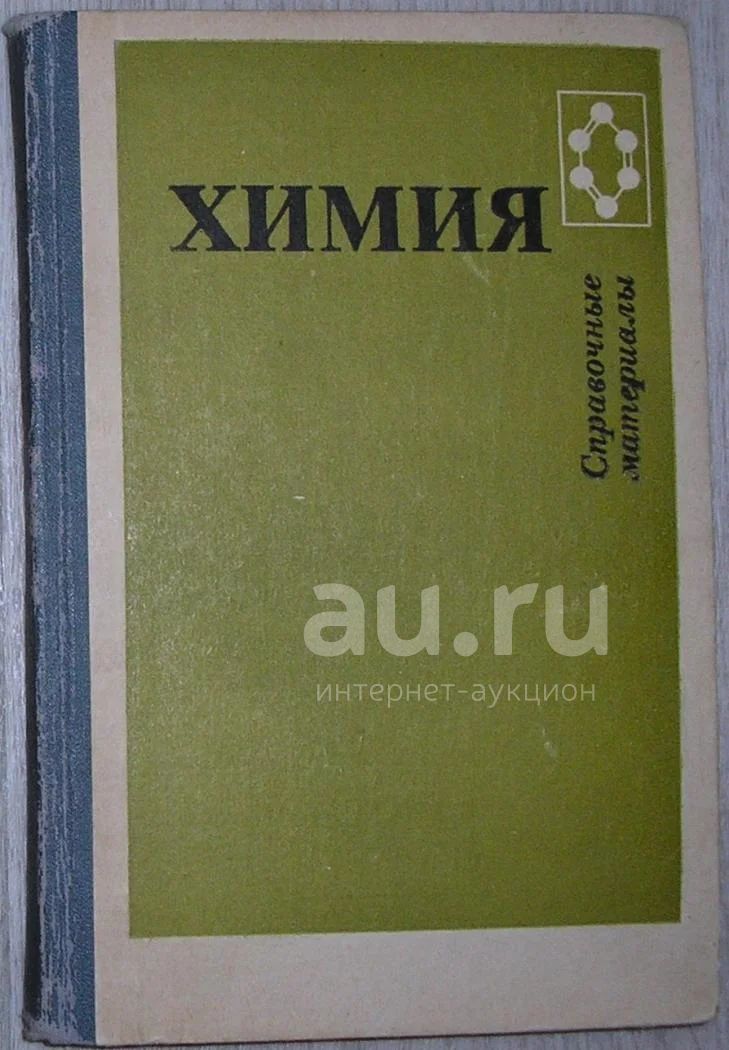 ХИМИЯ
Справочные
материалы
au.ru
интернет-аукцион